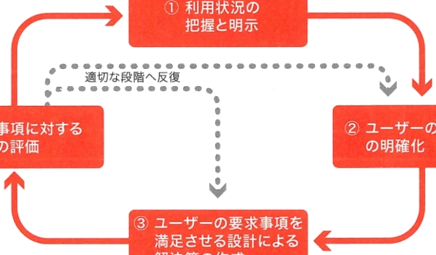 ① 利用状況の
把握と明示
適切な段階へ反復
事項に対する
の評価
② ユーザーの
の明確化
③ ユーザーの要求事項を
満足させる設計による